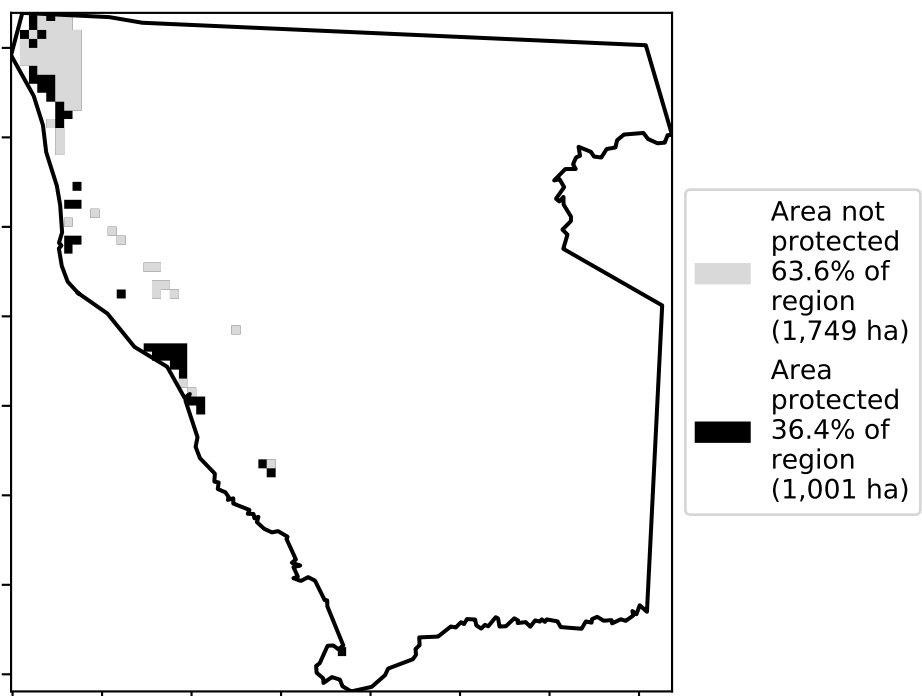 Area not
protected
63.6% of
region
(1,749 ha)
Area
protected
36.4% of
region
(1,001 ha)